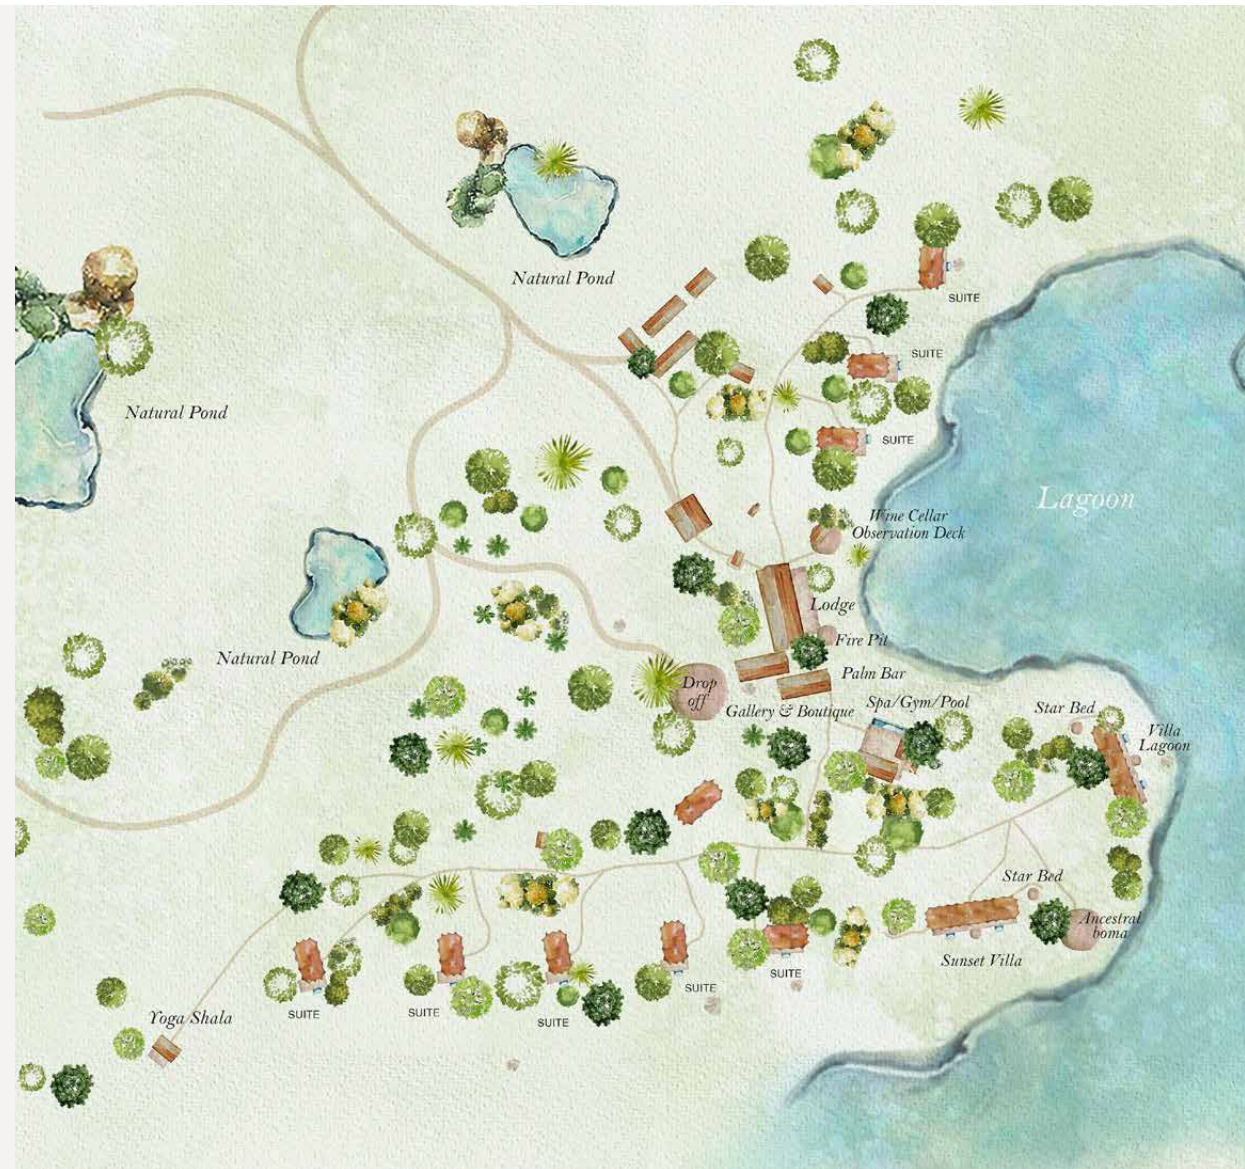 Natural Pond
SUITE
SUITE
Natural Pond
SUITE
Lagoon
Wine Cellar
Observation Deck
Lodge
Fire Pit
Natural Pond
Palm Bar
Drop
off
Gallery & Boutique
Spa/Gym/Pool
Star Bed
Villa
Lagoon
Star Bed
Ancestral
boma
Sunset Villa
SUITE
SUITE
SUITE
SUITE
SUITE
Yoga Shala